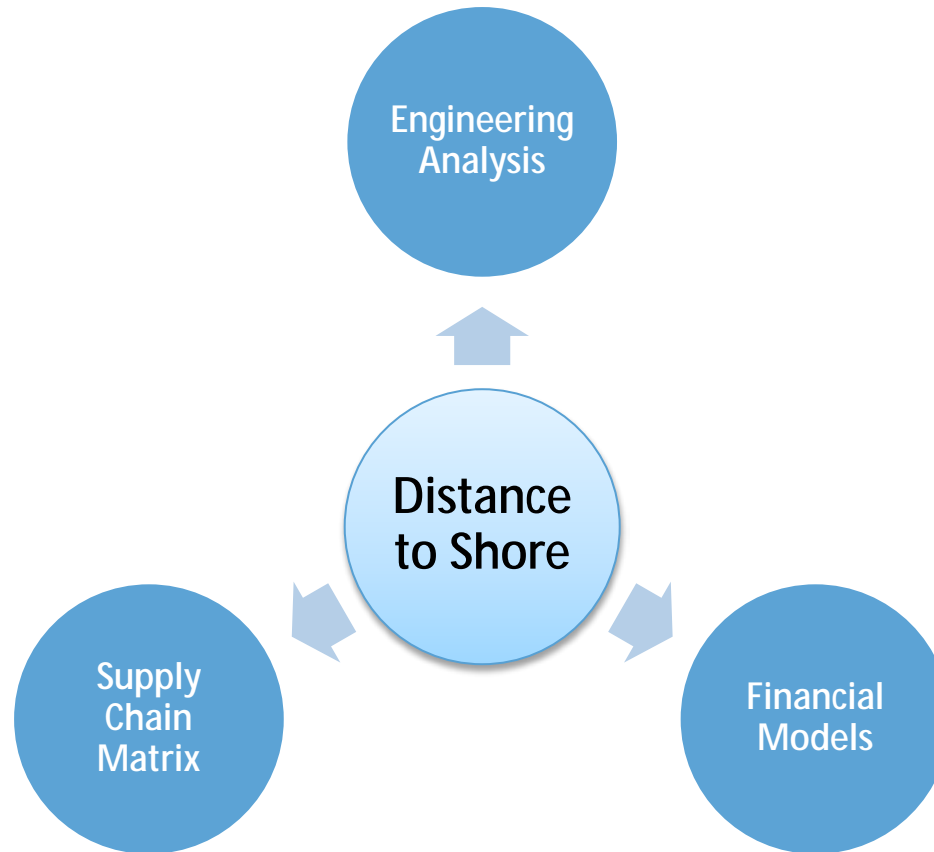 Engineering
Analysis
Distance
to Shore
Supply
Chain
Matrix
Financial
Models